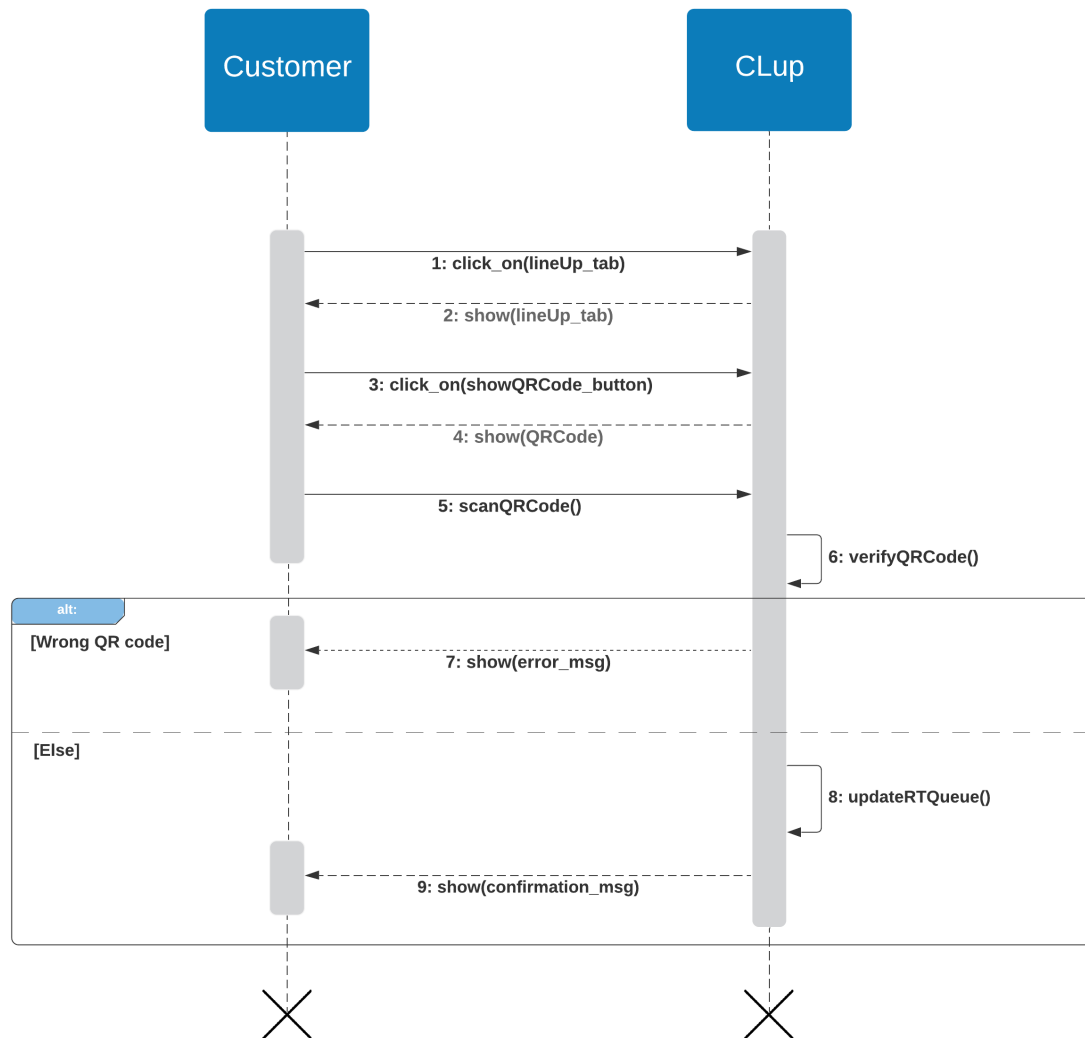 Customer
CLup
1: click_on(lineUp_tab)
2: show(lineUp_tab)
3: click_on(showQRCode_button)
4: show(QRCode)
5: scanQRCode()
6: verifyQRCode()
alt:
[Wrong QR code]
7: show(error_msg)
[Else]
8: updateRTQueue()
9: show(confirmation_msg)